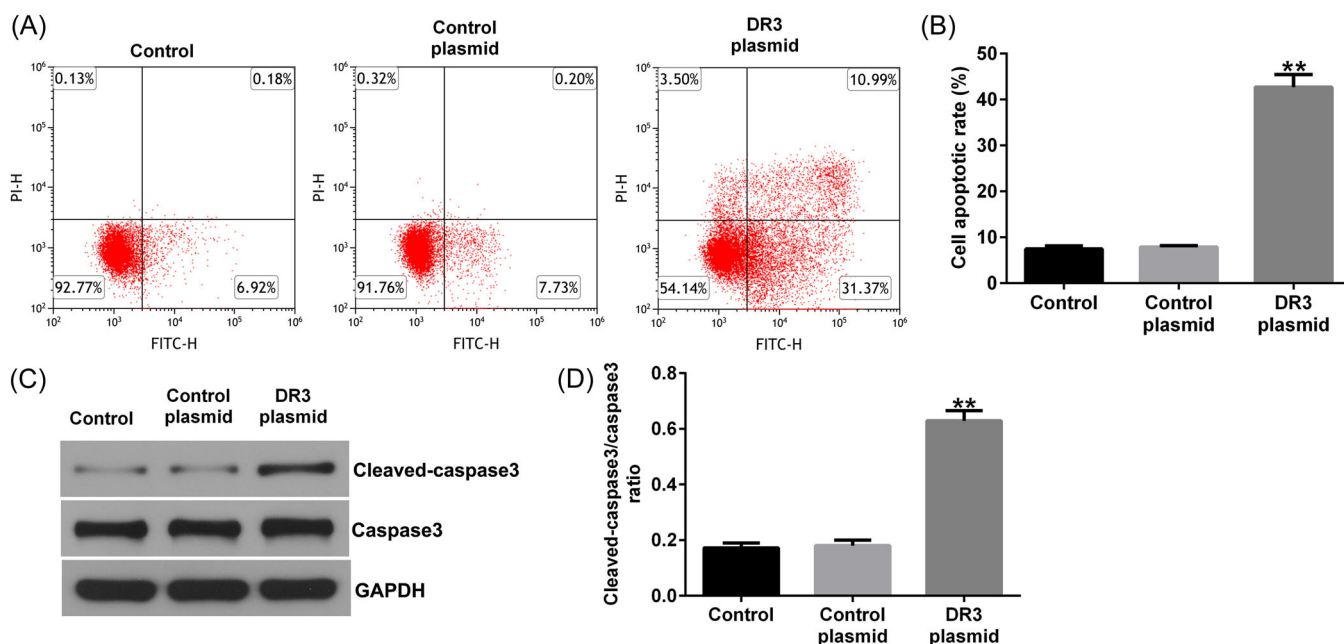 (A)
Control
Control
plasmid
DR3
plasmid
0.13%
0.18%
92.77%
6.92%
10⁶
10⁵
10⁴
10³
10²
PI-H
10² 10³ 10⁴ 10⁵ 10⁶
FITC-H
0.32%
0.20%
91.76%
7.73%
10⁶
10⁵
10⁴
10³
10²
PI-H
10² 10³ 10⁴ 10⁵ 10⁶
FITC-H
3.50%
10.99%
54.14%
31.37%
10⁶
10⁵
10⁴
10³
10²
PI-H
10² 10³ 10⁴ 10⁵ 10⁶
FITC-H
(B)
Cell apoptotic rate (%)
50
40
30
20
10
0
**
Control
Control
plasmid
DR3
plasmid
(C)
Control
Control
plasmid
DR3
plasmid
Cleaved-caspase3
Caspase3
GAPDH
(D)
Cleaved-caspase3/caspase3
ratio
0.8
0.6
0.4
0.2
0.0
**
Control
Control
plasmid
DR3
plasmid